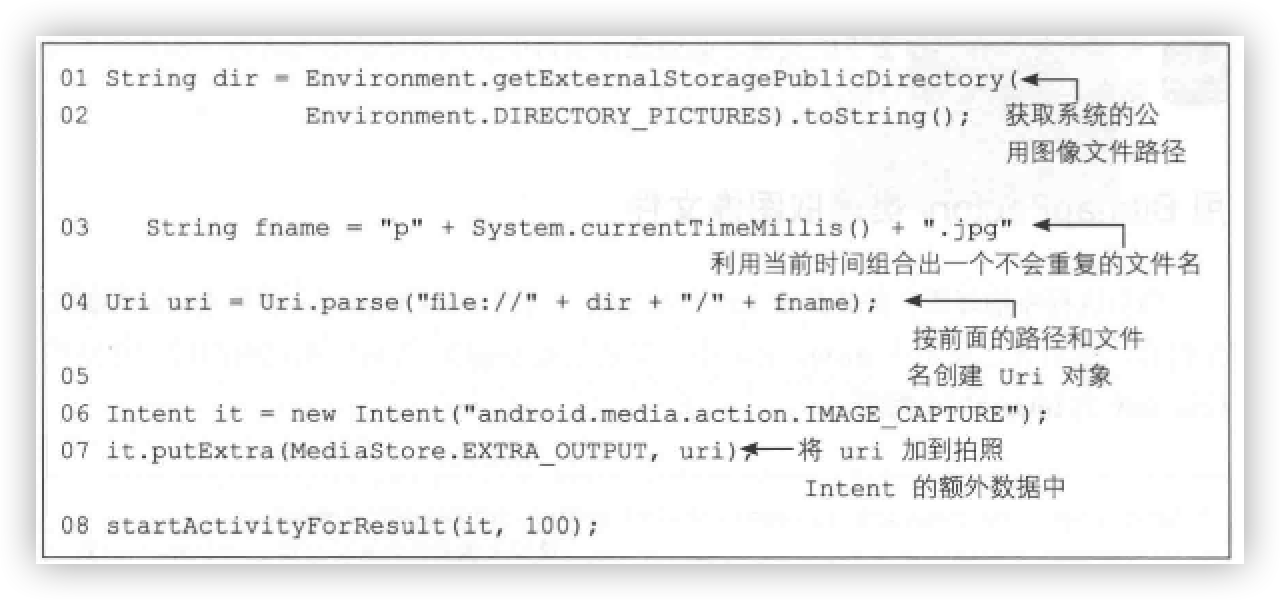 01 String dir = Environment.getExternalStoragePublicDirectory(
02 Environment.DIRECTORY_PICTURES).toString(); 获取系统的公
用图像文件路径
03 String fname = "p" + System.currentTimeMillis() + ".jpg"
利用当前时间组合出一个不会重复的文件名
04 Uri uri = Uri.parse("file://" + dir + "/" + fname);
按前面的路径和文件
05 名创建 Uri 对象
06 Intent it = new Intent("android.media.action.IMAGE_CAPTURE");
07 it.putExtra(MediaStore.EXTRA_OUTPUT, uri); 将 uri 加到拍照
Intent 的额外数据中
08 startActivityForResult(it, 100);